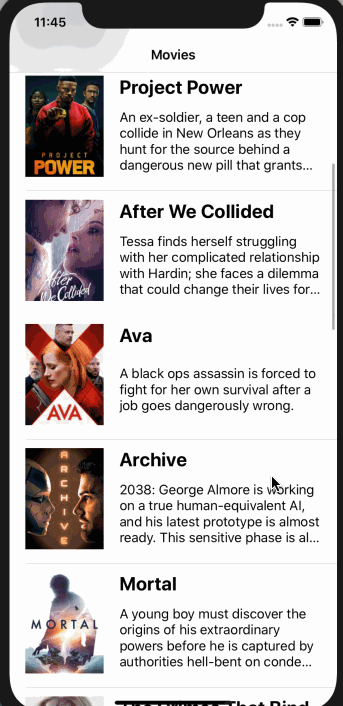 11:45
Movies
PROJECT
POWER
Project Power
An ex-soldier, a teen and a cop
collide in New Orleans as they
hunt for the source behind a
dangerous new pill that grants...
After
We Collided
After We Collided
Tessa finds herself struggling
with her complicated relationship
with Hardin; she faces a dilemma
that could change their lives for...
AVA
Ava
A black ops assassin is forced to
fight for her own survival after a
job goes dangerously wrong.
ARCHIVE
Archive
2038: George Almore is working
on a true human-equivalent AI,
and his latest prototype is almost
ready. This sensitive phase is al...
MORTAL
Mortal
A young boy must discover the
origins of his extraordinary
powers before he is captured by
authorities hell-bent on conde...
That Bind